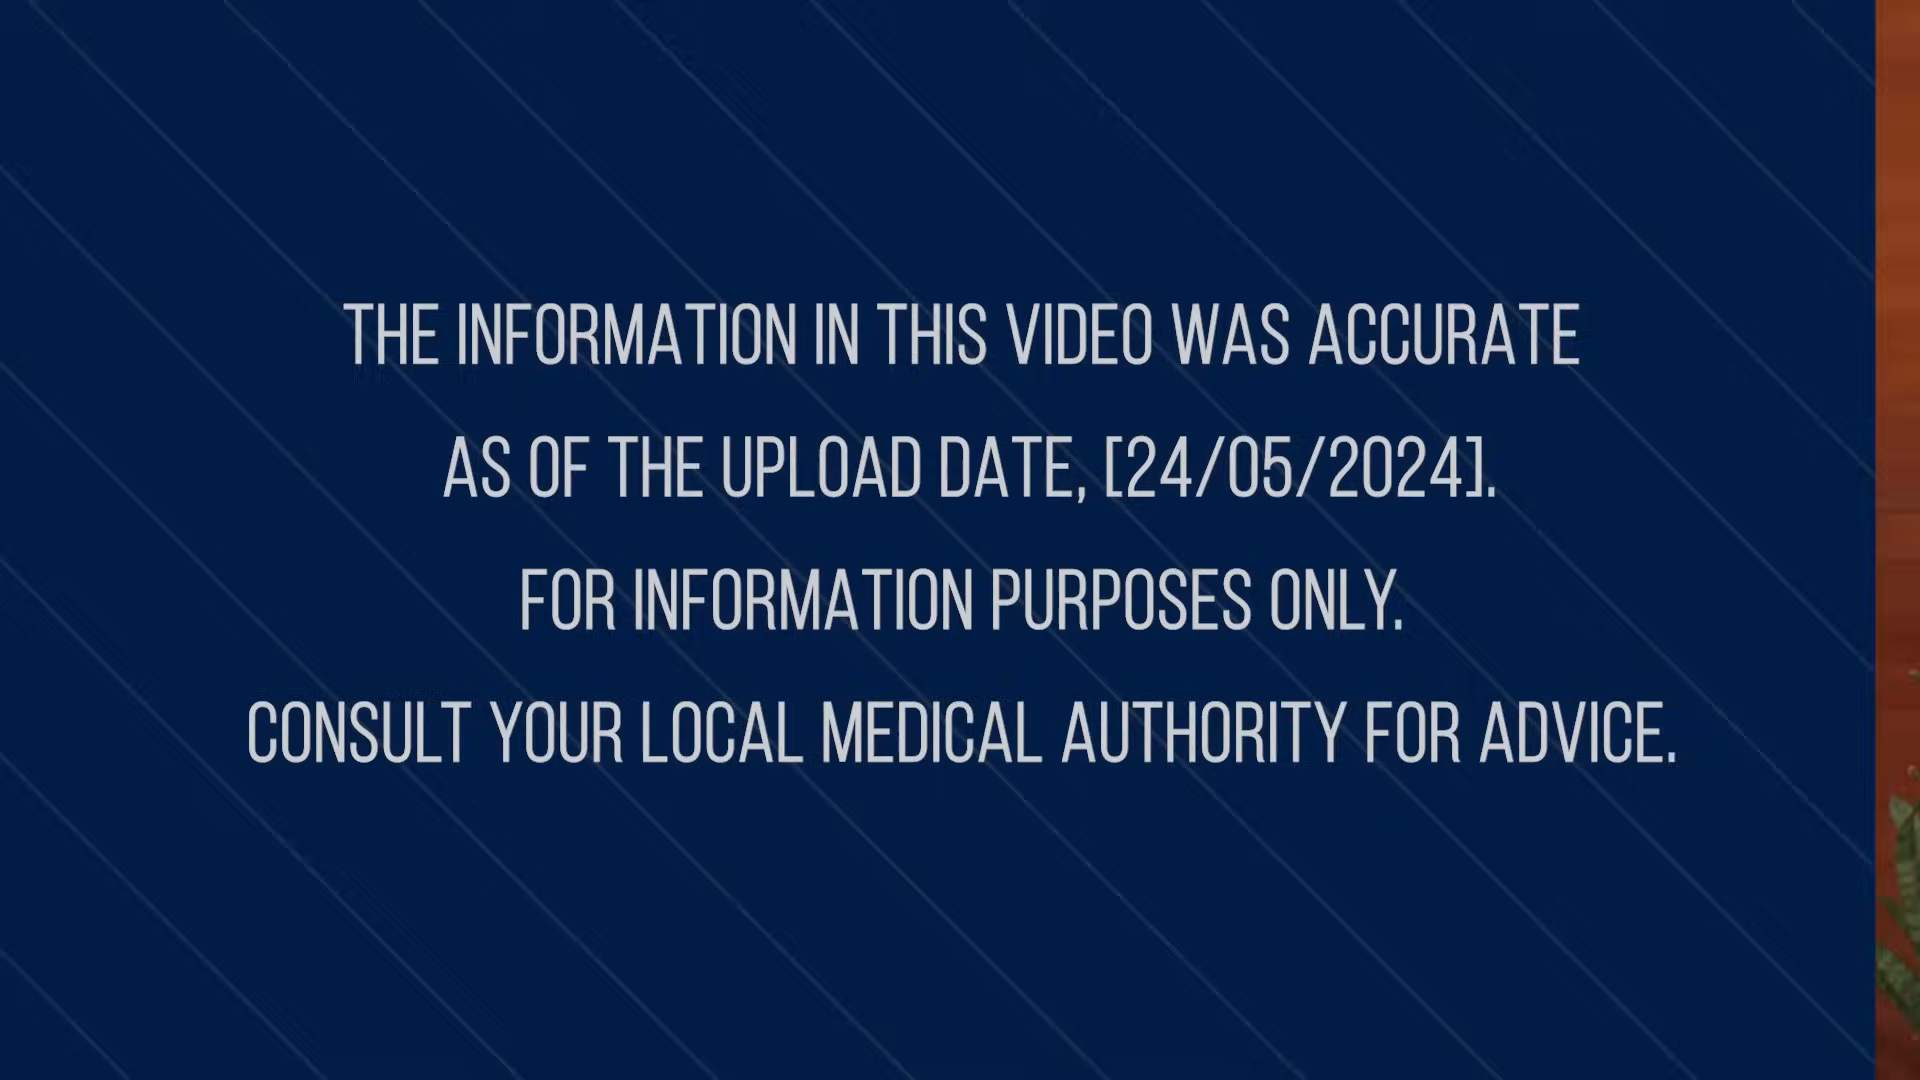 THE INFORMATION IN THIS VIDEO WAS ACCURATE
AS OF THE UPLOAD DATE, [24/05/2024].
FOR INFORMATION PURPOSES ONLY.
CONSULT YOUR LOCAL MEDICAL AUTHORITY FOR ADVICE.